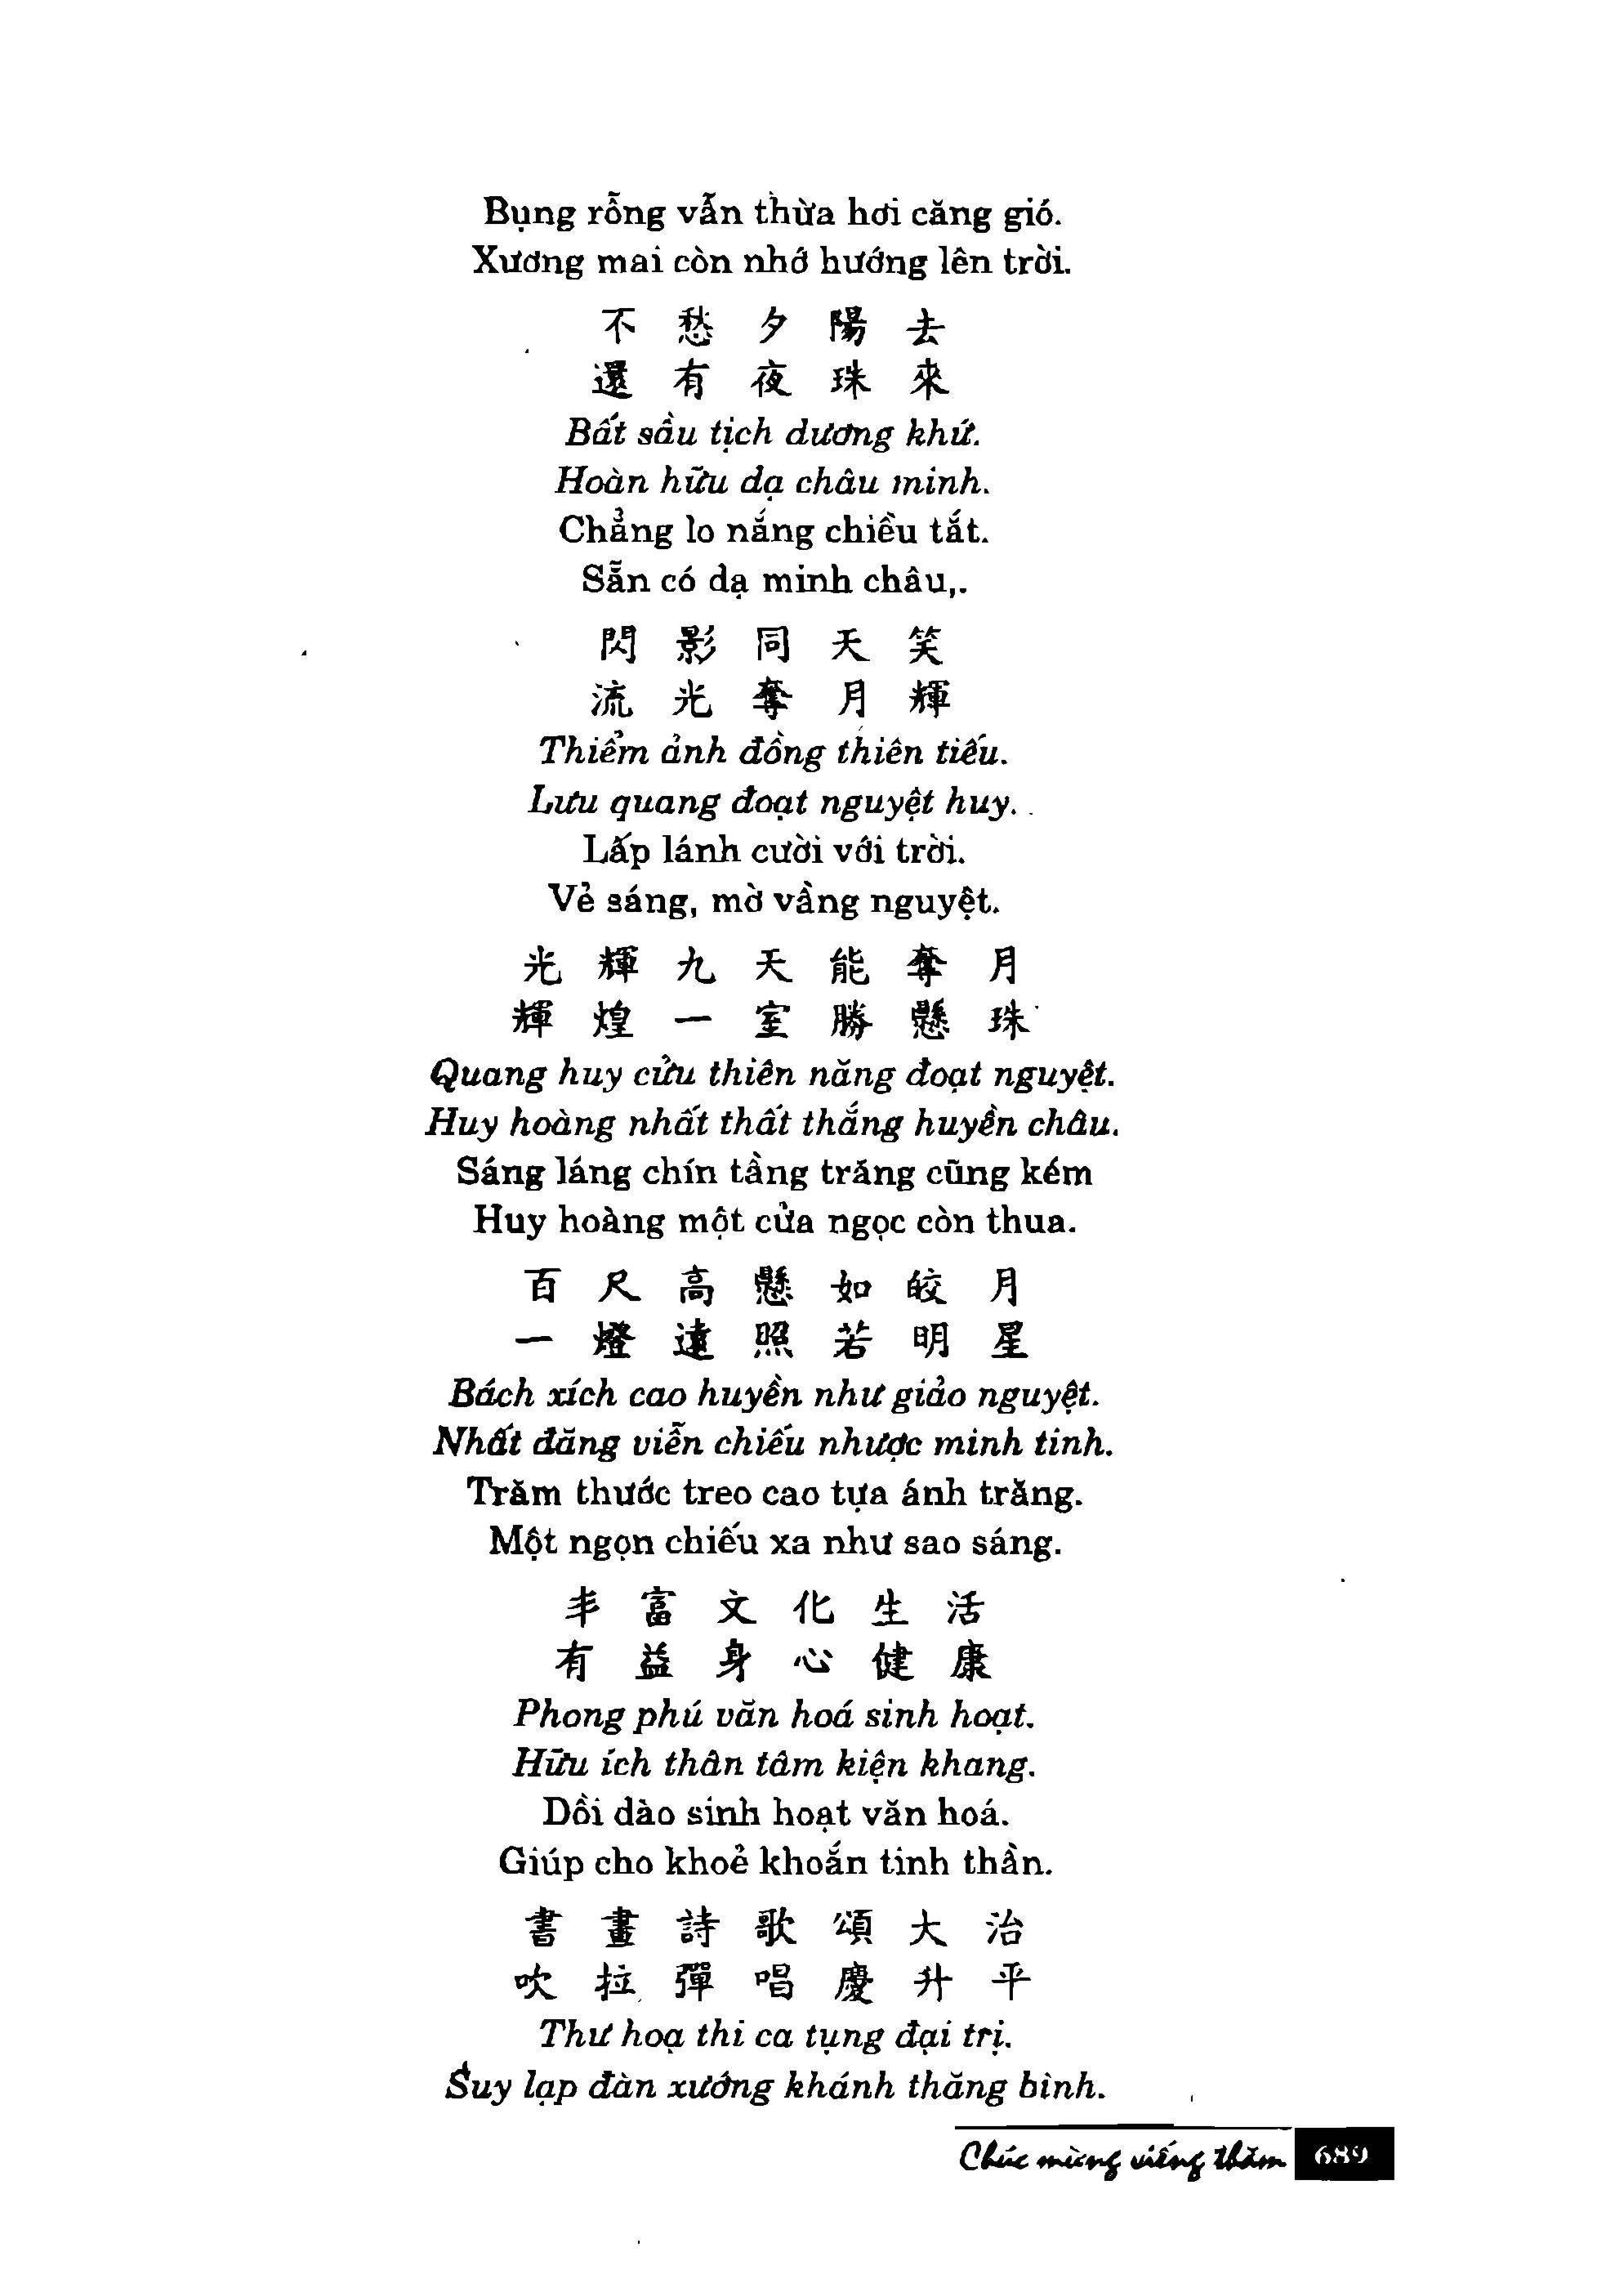 Bụng rỗng vẫn thừa hơi căng gió.
Xương mai còn nhớ hướng lên trời.
不愁夕陽去
還有夜珠來
Bất sầu tịch dương khứ.
Hoàn hữu dạ châu minh.
Chẳng lo nắng chiều tắt.
Sẵn có dạ minh châu,.
閃影同天笑
流光奪月輝
Thiểm ảnh đồng thiên tiếu.
Lưu quang đoạt nguyệt huy.
Lấp lánh cười với trời.
Vẻ sáng, mờ vầng nguyệt.
光輝九天能奪月
輝煌一室勝懸珠
Quang huy cửu thiên năng đoạt nguyệt.
Huy hoàng nhất thất thắng huyền châu.
Sáng láng chín tầng trăng cũng kém
Huy hoàng một cửa ngọc còn thua.
百尺高懸如皎月
一燈遠照若明星
Bách xích cao huyền như giảo nguyệt.
Nhất đăng viễn chiếu nhược minh tinh.
Trăm thước treo cao tựa ánh trăng.
Một ngọn chiếu xa như sao sáng.
丰富文化生活
有益身心健康
Phong phú văn hoá sinh hoạt.
Hữu ích thân tâm kiện khang.
Dồi dào sinh hoạt văn hoá.
Giúp cho khoẻ khoắn tinh thần.
書畫詩歌頌大治
吹拉彈唱慶升平
Thư hoạ thi ca tụng đại trị.
Suy lạp đàn xướng khánh thăng bình.
Chúc mừng viếng thăm 689